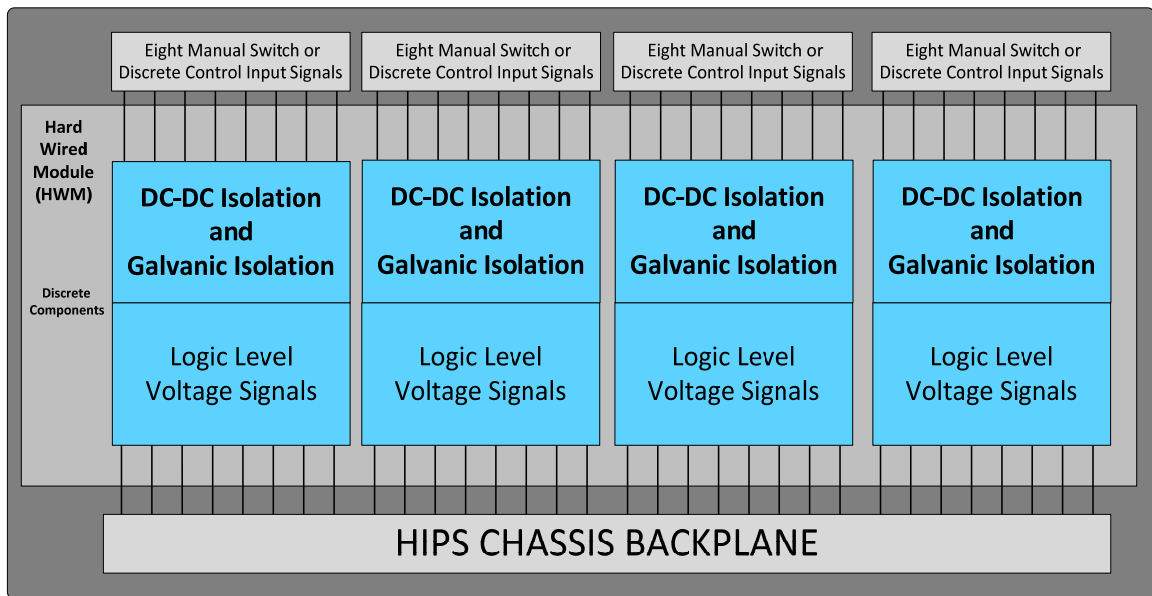 Eight Manual Switch or
Discrete Control Input Signals
Eight Manual Switch or
Discrete Control Input Signals
Eight Manual Switch or
Discrete Control Input Signals
Eight Manual Switch or
Discrete Control Input Signals
Hard
Wired
Module
(HWM)
Discrete
Components
DC-DC Isolation
and
Galvanic Isolation
Logic Level
Voltage Signals
DC-DC Isolation
and
Galvanic Isolation
Logic Level
Voltage Signals
DC-DC Isolation
and
Galvanic Isolation
Logic Level
Voltage Signals
DC-DC Isolation
and
Galvanic Isolation
Logic Level
Voltage Signals
HIPS CHASSIS BACKPLANE